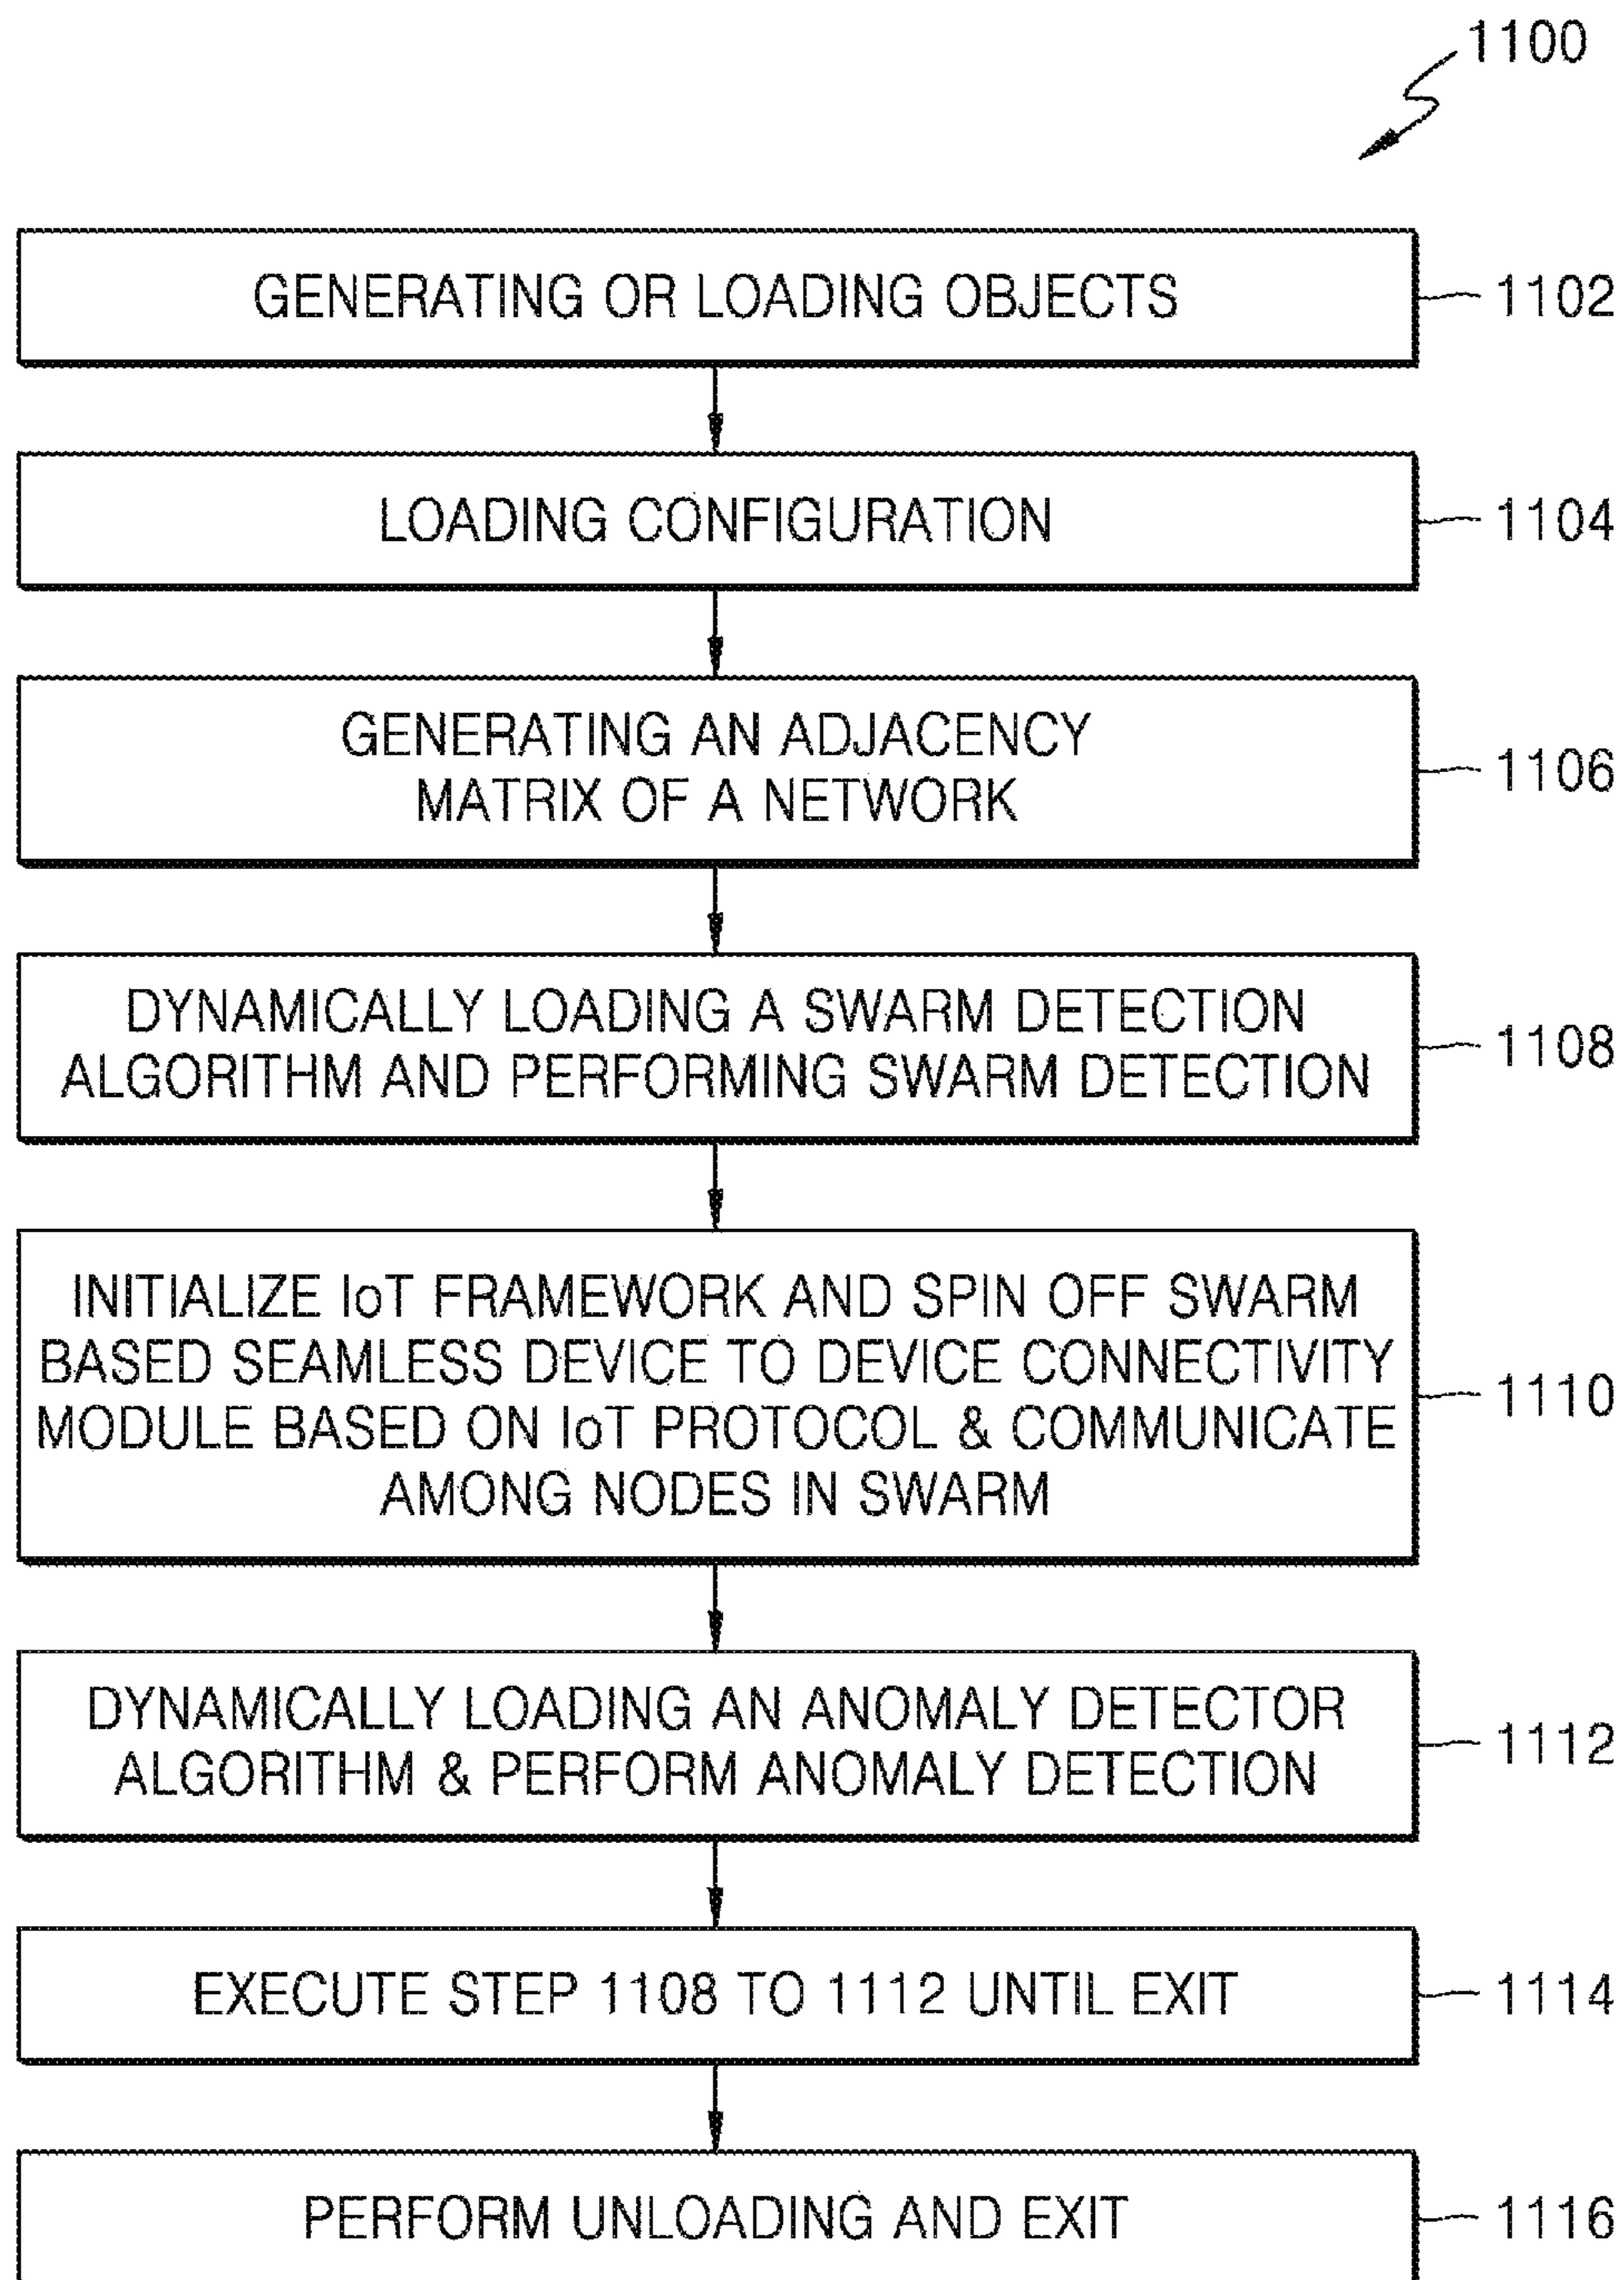 1100
GENERATING OR LOADING OBJECTS
1102
LOADING CONFIGURATION
1104
GENERATING AN ADJACENCY
MATRIX OF A NETWORK
1106
DYNAMICALLY LOADING A SWARM DETECTION
ALGORITHM AND PERFORMING SWARM DETECTION
1108
INITIALIZE IoT FRAMEWORK AND SPIN OFF SWARM
BASED SEAMLESS DEVICE TO DEVICE CONNECTIVITY
MODULE BASED ON IoT PROTOCOL & COMMUNICATE
AMONG NODES IN SWARM
1110
DYNAMICALLY LOADING AN ANOMALY DETECTOR
ALGORITHM & PERFORM ANOMALY DETECTION
1112
EXECUTE STEP 1108 TO 1112 UNTIL EXIT
1114
PERFORM UNLOADING AND EXIT
1116